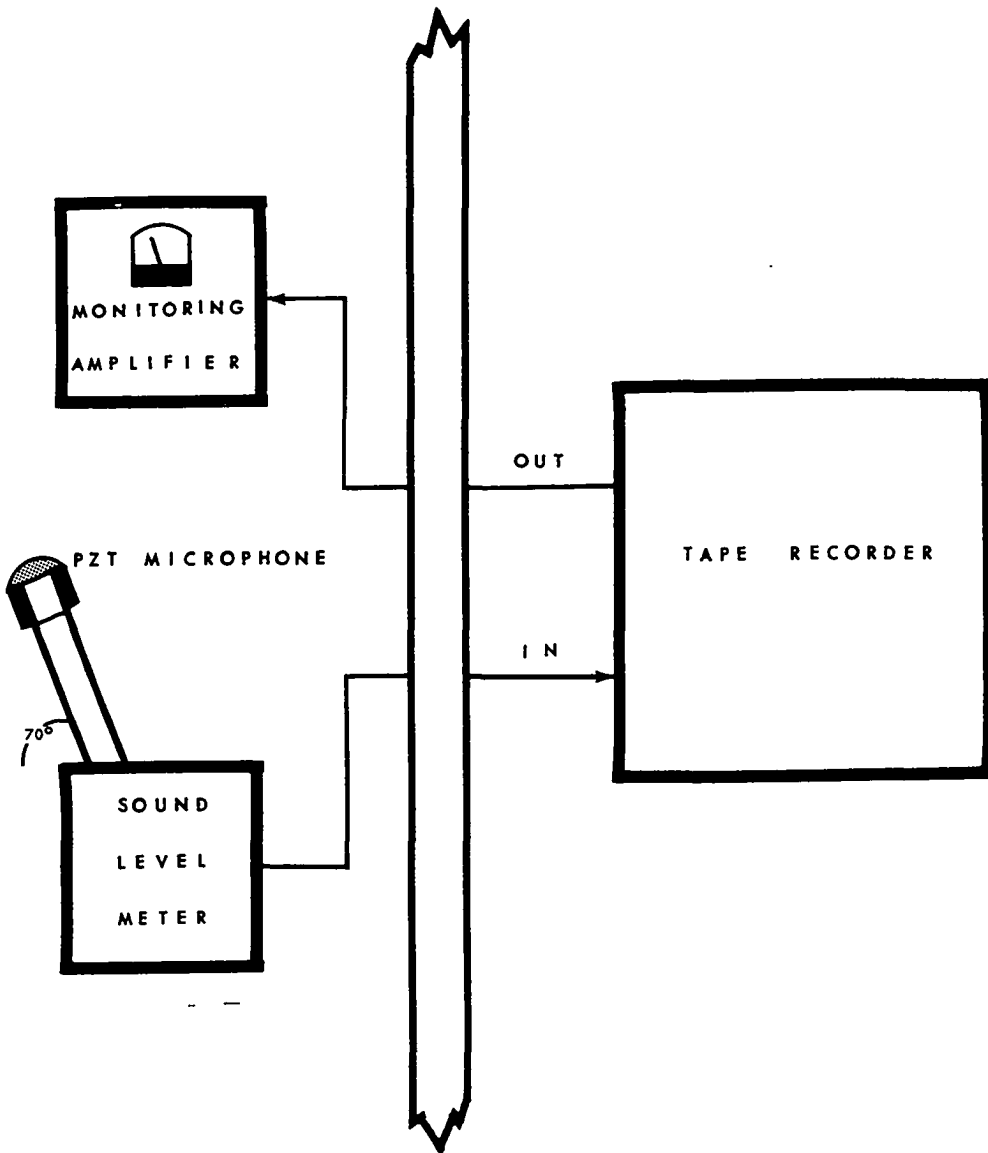 MONITORING
AMPLIFIER
OUT
PZT MICROPHONE
TAPE RECORDER
IN
70°
SOUND
LEVEL
METER